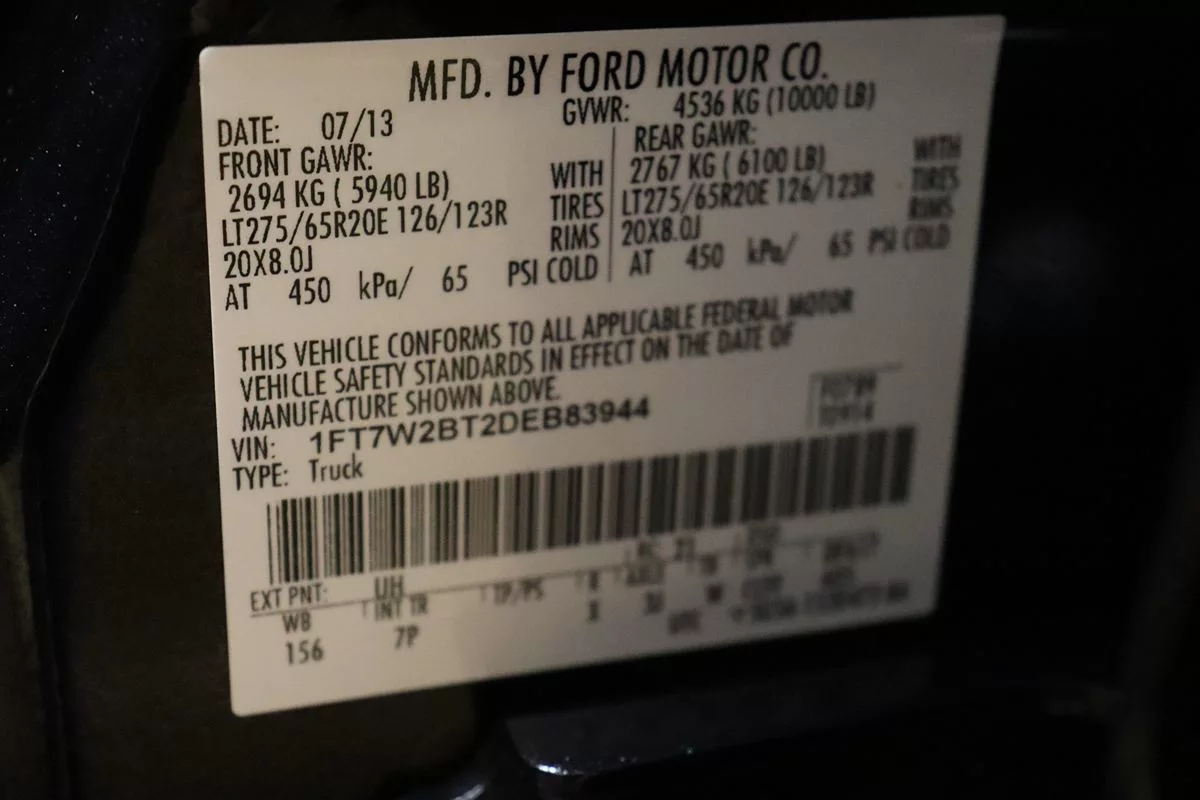 MFD. BY FORD MOTOR CO.
DATE: 07/13
GVWR: 4536 KG (10000 LB)
FRONT GAWR:
2694 KG ( 5940 LB) WITH
LT275/65R20E 126/123R TIRES
20X8.0J RIMS
AT 450 kPa/ 65 PSI COLD
REAR GAWR:
2767 KG ( 6100 LB) WITH
LT275/65R20E 126/123R TIRES
20X8.0J RIMS
AT 450 kPa/ 65 PSI COLD
THIS VEHICLE CONFORMS TO ALL APPLICABLE FEDERAL MOTOR
VEHICLE SAFETY STANDARDS IN EFFECT ON THE DATE OF
MANUFACTURE SHOWN ABOVE.
VIN: 1FT7W2BT2DEB83944
TYPE: Truck
EXT PNT: UH
WB INT TR TP/PS R
156 7P